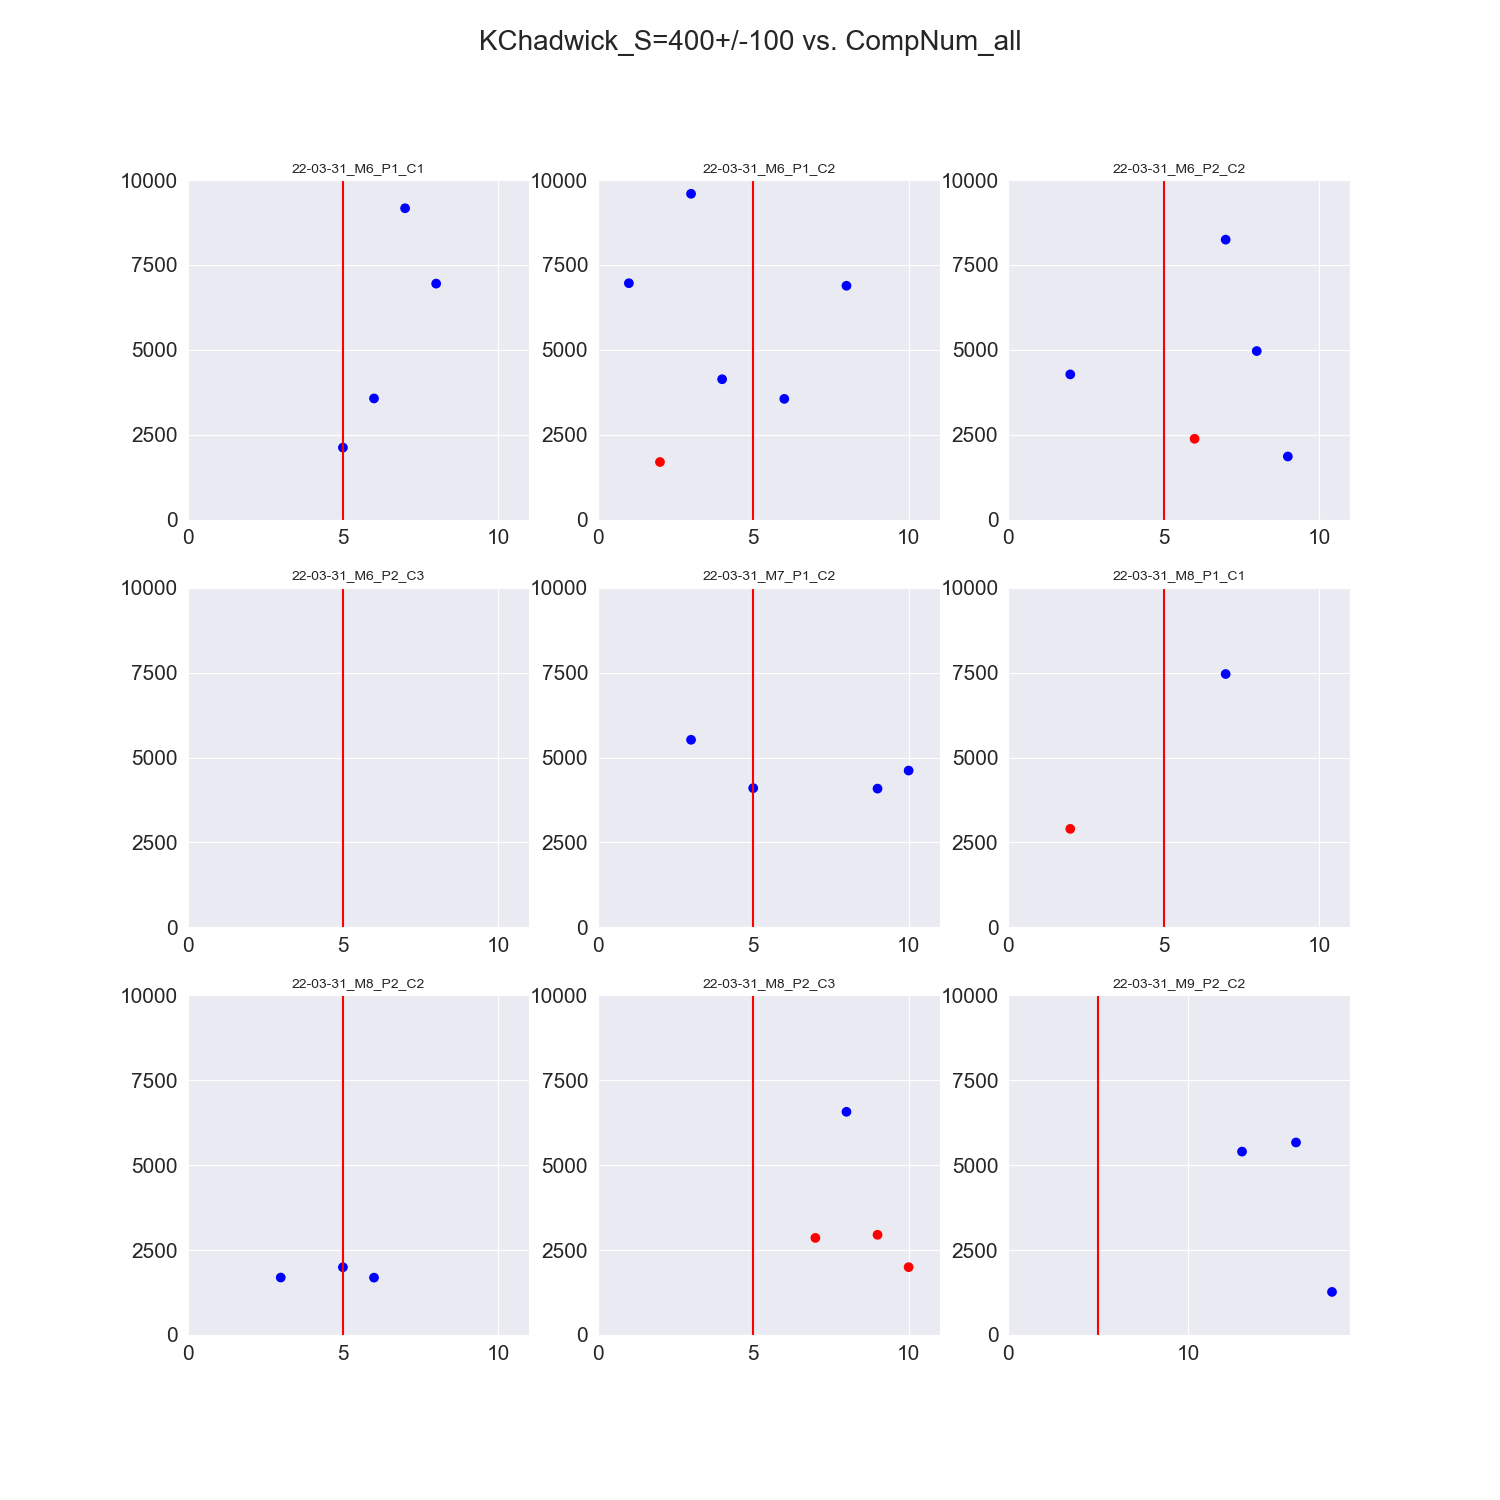 KChadwick_S=400+/-100 vs. CompNum_all
22-03-31_M6_P1_C1
10000
7500
5000
2500
0
0 5 10
22-03-31_M6_P1_C2
10000
7500
5000
2500
0
0 5 10
22-03-31_M6_P2_C2
10000
7500
5000
2500
0
0 5 10
22-03-31_M6_P2_C3
10000
7500
5000
2500
0
0 5 10
22-03-31_M7_P1_C2
10000
7500
5000
2500
0
0 5 10
22-03-31_M8_P1_C1
10000
7500
5000
2500
0
0 5 10
22-03-31_M8_P2_C2
10000
7500
5000
2500
0
0 5 10
22-03-31_M8_P2_C3
10000
7500
5000
2500
0
0 5 10
22-03-31_M9_P2_C2
10000
7500
5000
2500
0
0 10